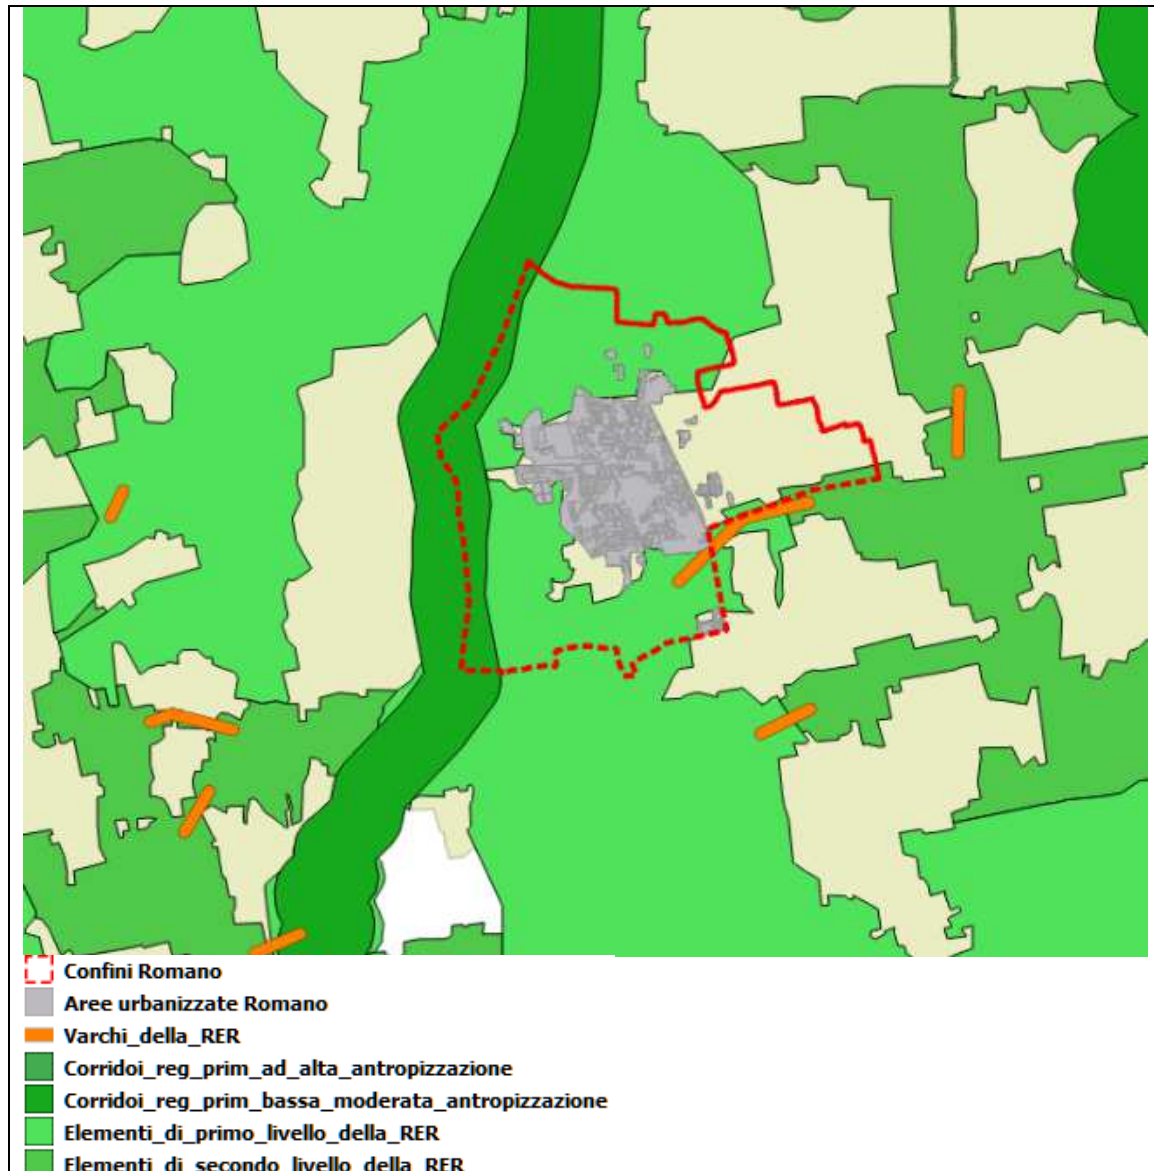 Confini Romano
Aree urbanizzate Romano
Varchi_della_RER
Corridoi_reg_prim_ad_alta_antropizzazione
Corridoi_reg_prim_bassa_moderata_antropizzazione
Elementi_di_primo_livello_della_RER
Elementi_di_secondo_livello_della_RER